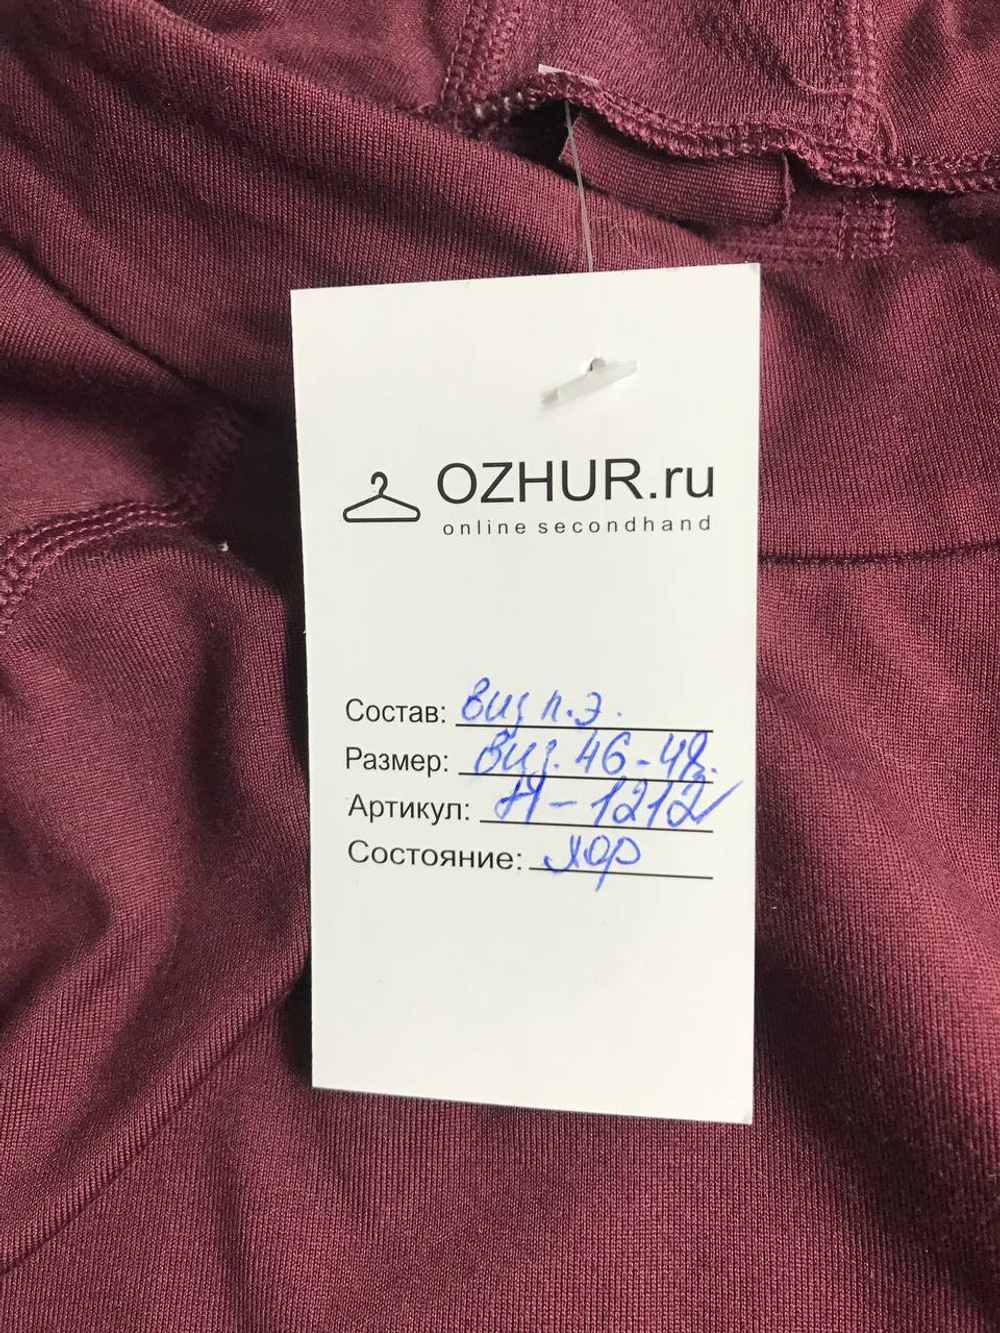 OZHUR.ru
online secondhand
Состав: виз п.э.
Размер: виз. 46-48.
Артикул: Н-1212
Состояние: хор